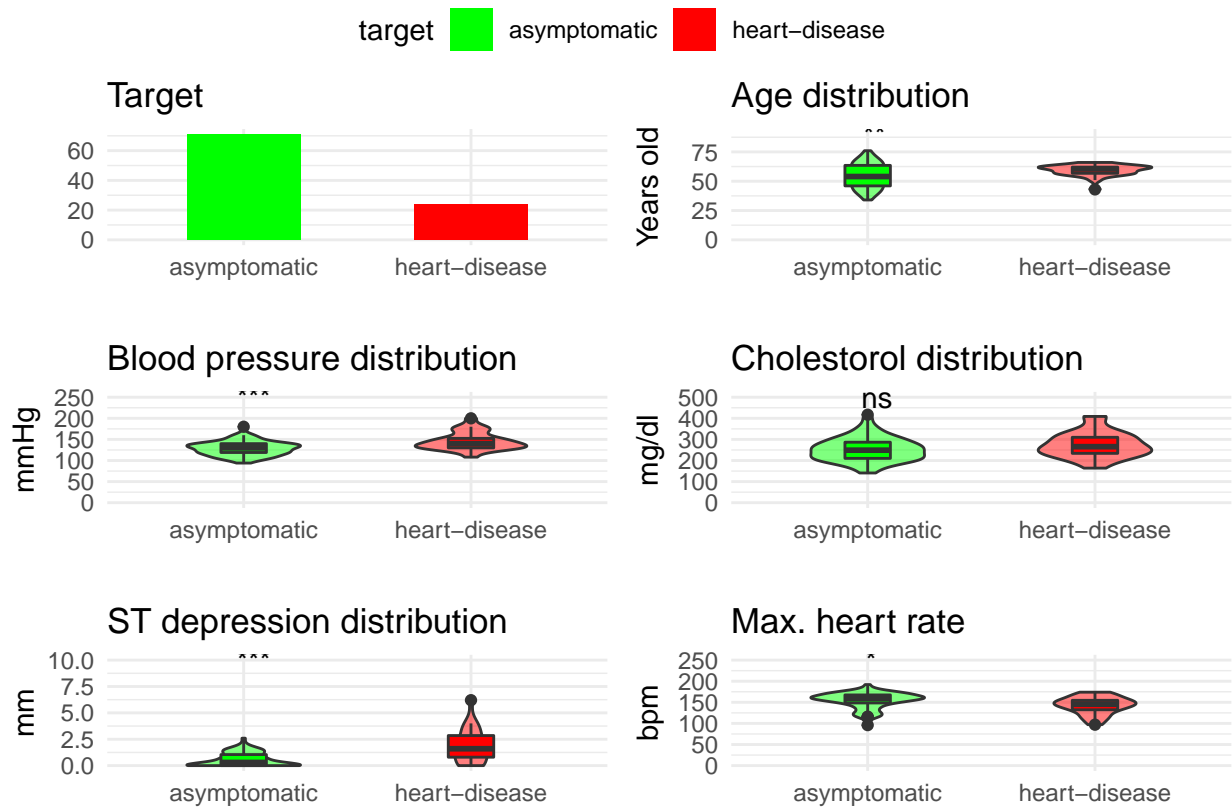 target asymptomatic heart−disease
Target
60
40
20
0
asymptomatic heart−disease
Age distribution
Years old
**
75
50
25
0
asymptomatic heart−disease
Blood pressure distribution
mmHg
***
250
200
150
100
50
0
asymptomatic heart−disease
Cholestorol distribution
mg/dl
ns
500
400
300
200
100
0
asymptomatic heart−disease
ST depression distribution
mm
***
10.0
7.5
5.0
2.5
0.0
asymptomatic heart−disease
Max. heart rate
bpm
*
250
200
150
100
50
0
asymptomatic heart−disease